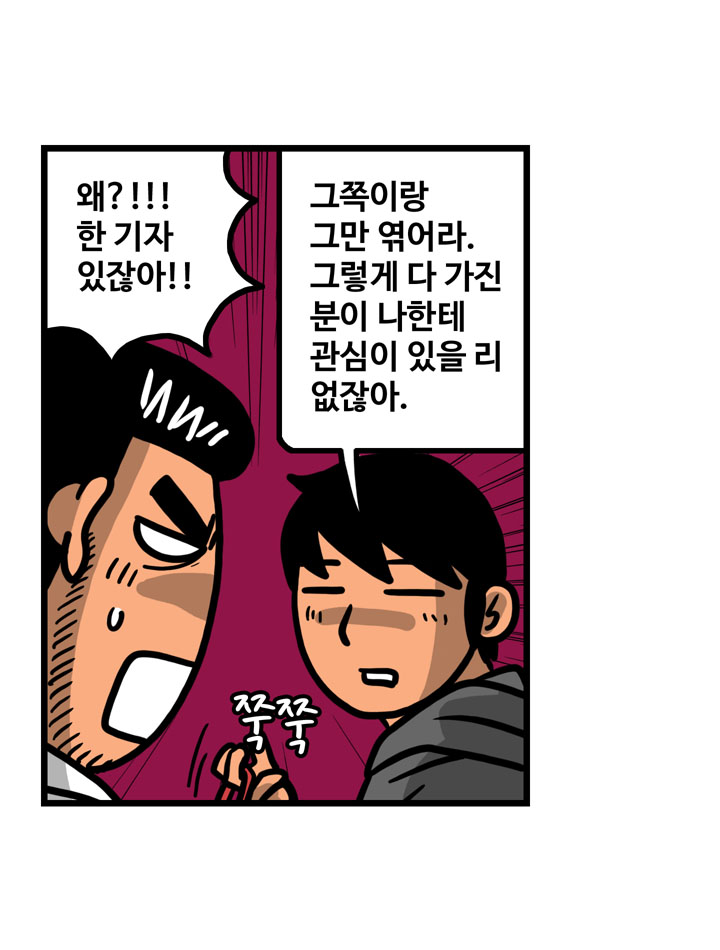 왜?!!!
한 기자
있잖아!!
그쪽이랑
그만 엮어라.
그렇게 다 가진
분이 나한테
관심이 있을 리
없잖아.
쭉쭉